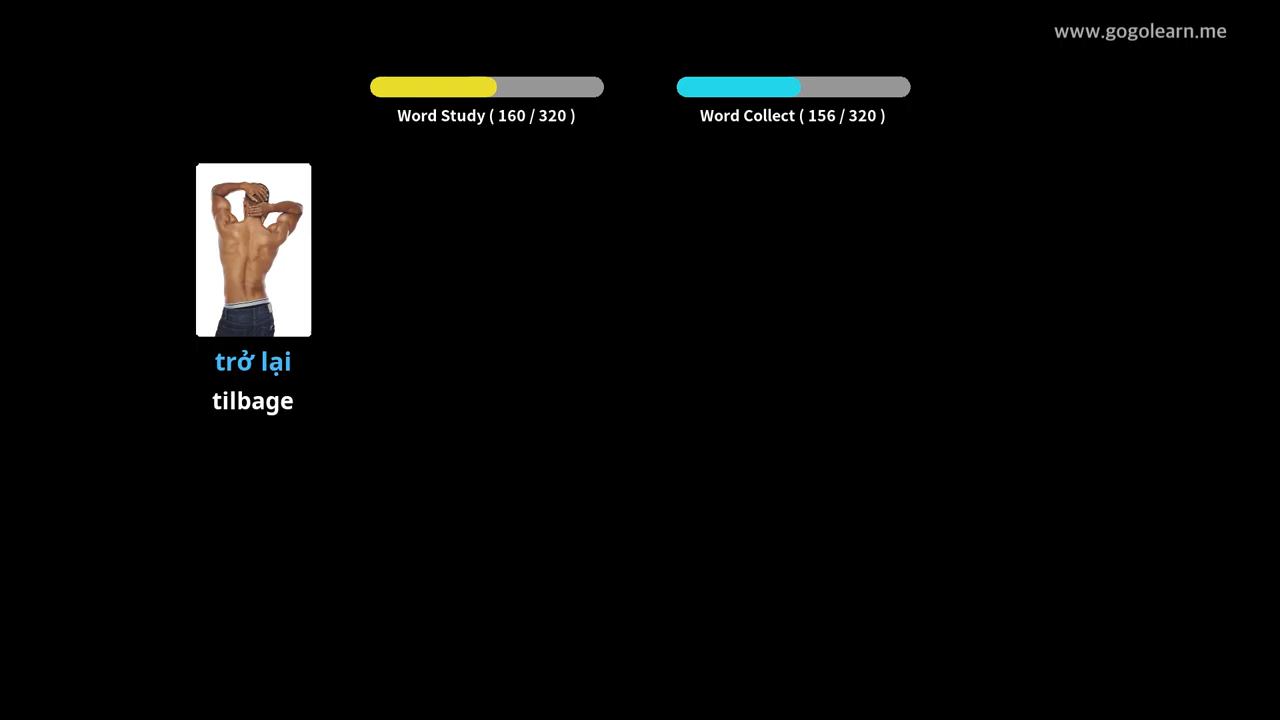 www.gogolearn.me
Word Study ( 160 / 320 )
Word Collect ( 156 / 320 )
trở lại
tilbage